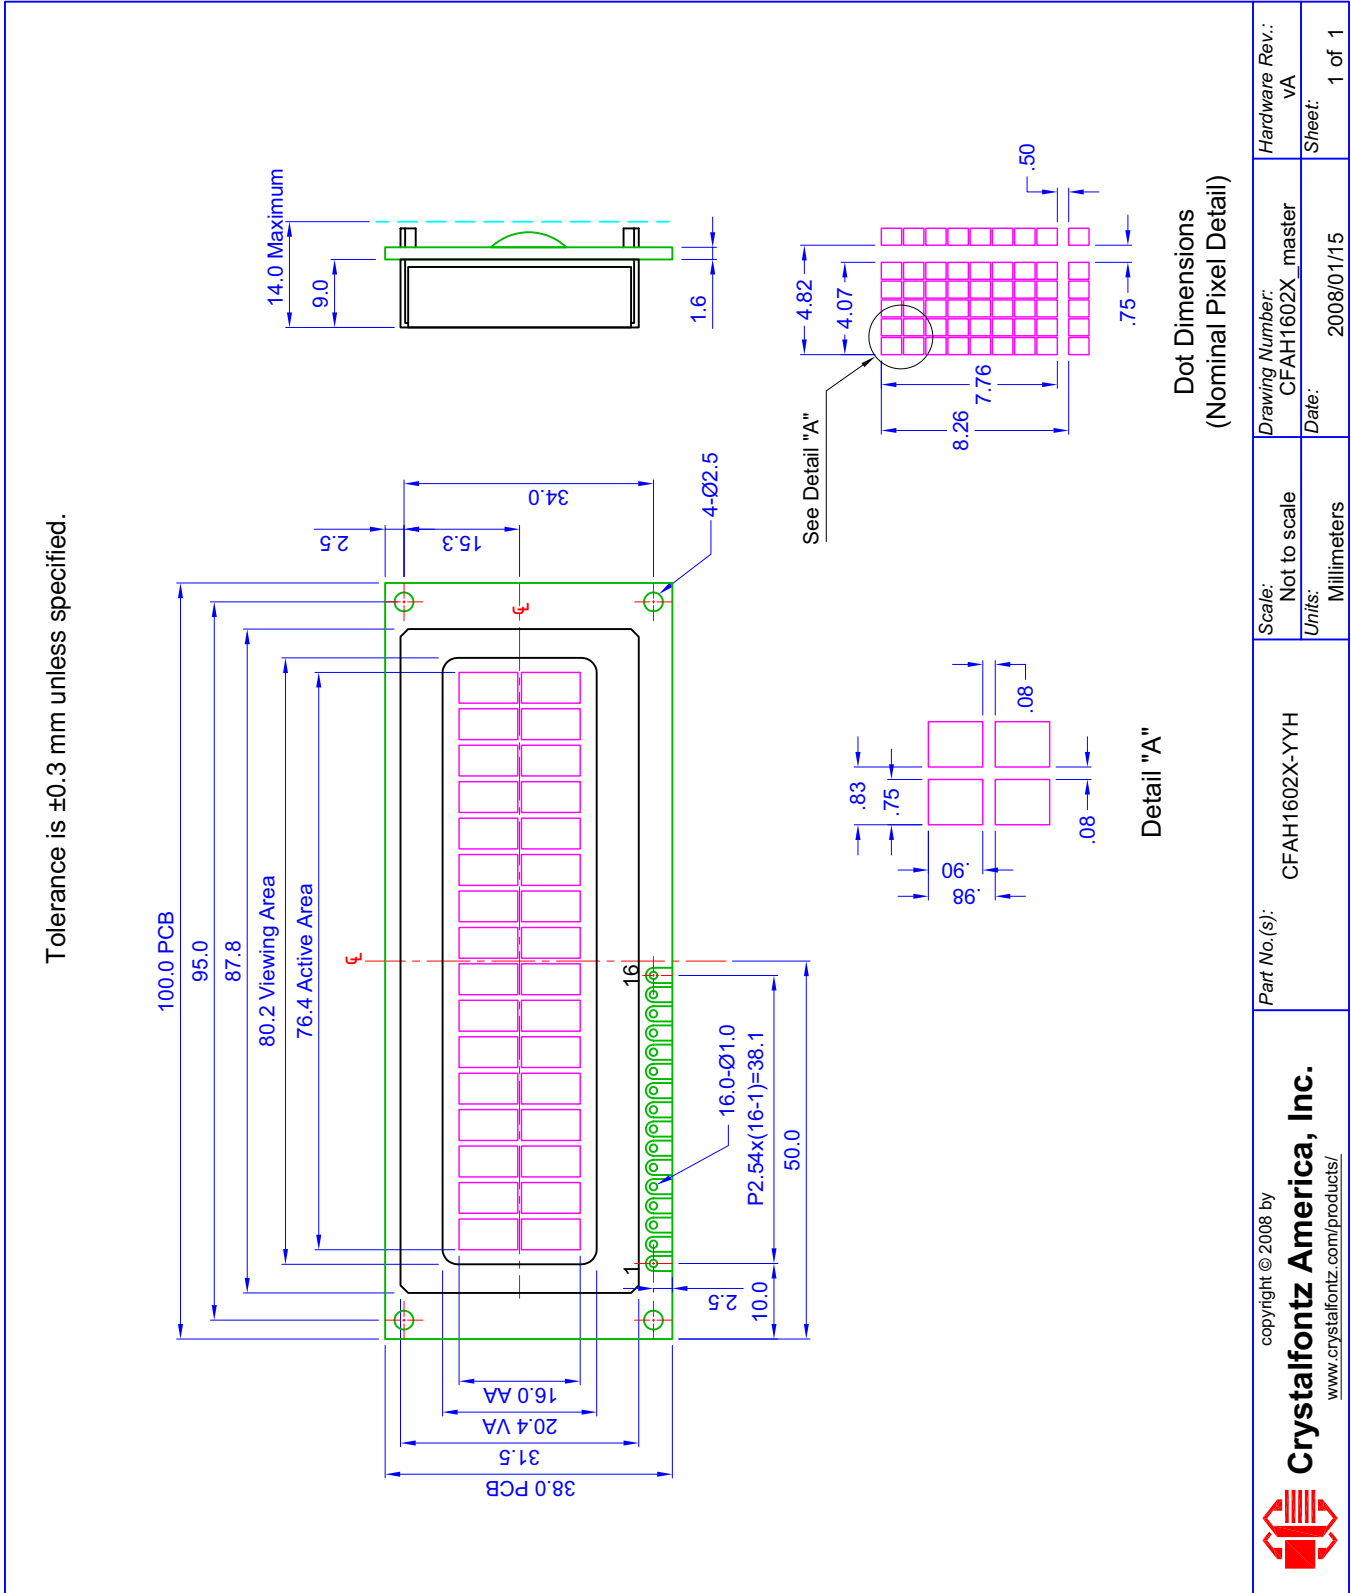 Tolerance is ±0.3 mm unless specified.
100.0 PCB
95.0
87.8
80.2 Viewing Area
76.4 Active Area
38.0 PCB
31.5
20.4 VA
16.0 AA
2.5
15.3
34.0
4-Ø2.5
CL
CL
1
16
2.5
10.0
16.0-Ø1.0
P2.54x(16-1)=38.1
50.0
14.0 Maximum
9.0
1.6
See Detail "A"
4.82
4.07
7.76
8.26
.50
.75
Dot Dimensions
(Nominal Pixel Detail)
.83
.75
.90
.98
.08
.08
Detail "A"
copyright © 2008 by
Crystalfontz America, Inc.
www.crystalfontz.com/products/
Part No.(s):
CFAH1602X-YYH
Scale:
Not to scale
Units:
Millimeters
Drawing Number:
CFAH1602X_master
Date:
2008/01/15
Hardware Rev.:
vA
Sheet:
1 of 1